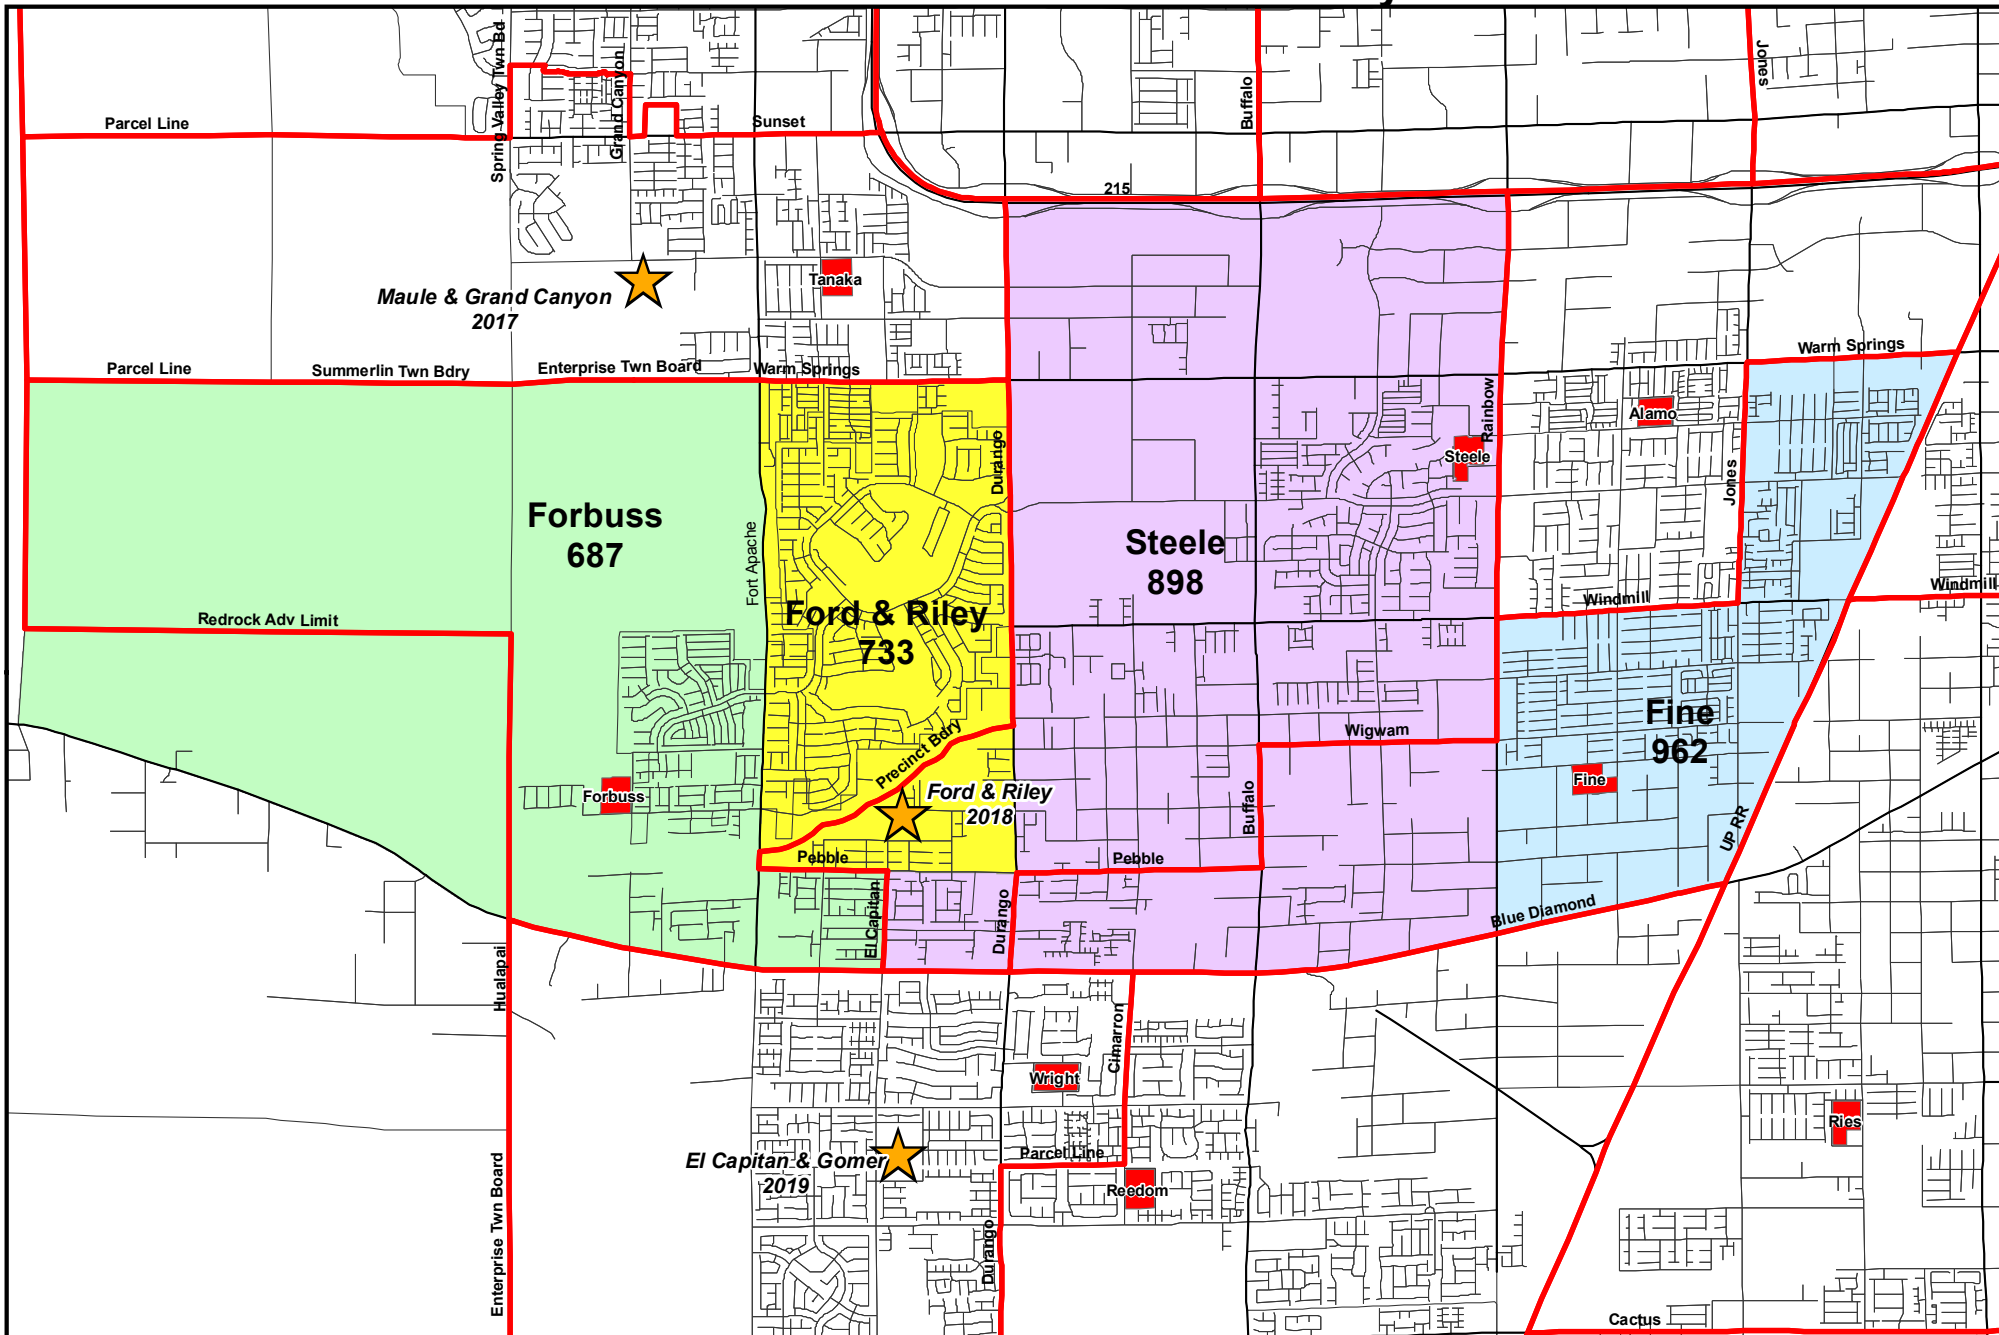 Spring Valley Twn Bd
Grand Canyon
Parcel Line
Sunset
Buffalo
Jones
215
Maule & Grand Canyon
2017
Tanaka
Parcel Line
Summerlin Twn Bdry
Enterprise Twn Board
Warm Springs
Warm Springs
Rainbow
Alamo
Steele
Durango
Jones
Forbuss
687
Fort Apache
Steele
898
Ford & Riley
733
Redrock Adv Limit
Windmill
Windmill
Fine
962
Wigwam
Precinct Bdry
Fine
Forbuss
Ford & Riley
2018
Buffalo
UP RR
Pebble
Pebble
El Capitan
Durango
Blue Diamond
Hualapai
Cimarron
Wright
Ries
El Capitan & Gomer
2019
Parcel Line
Reedom
Enterprise Twn Board
Durango
Cactus